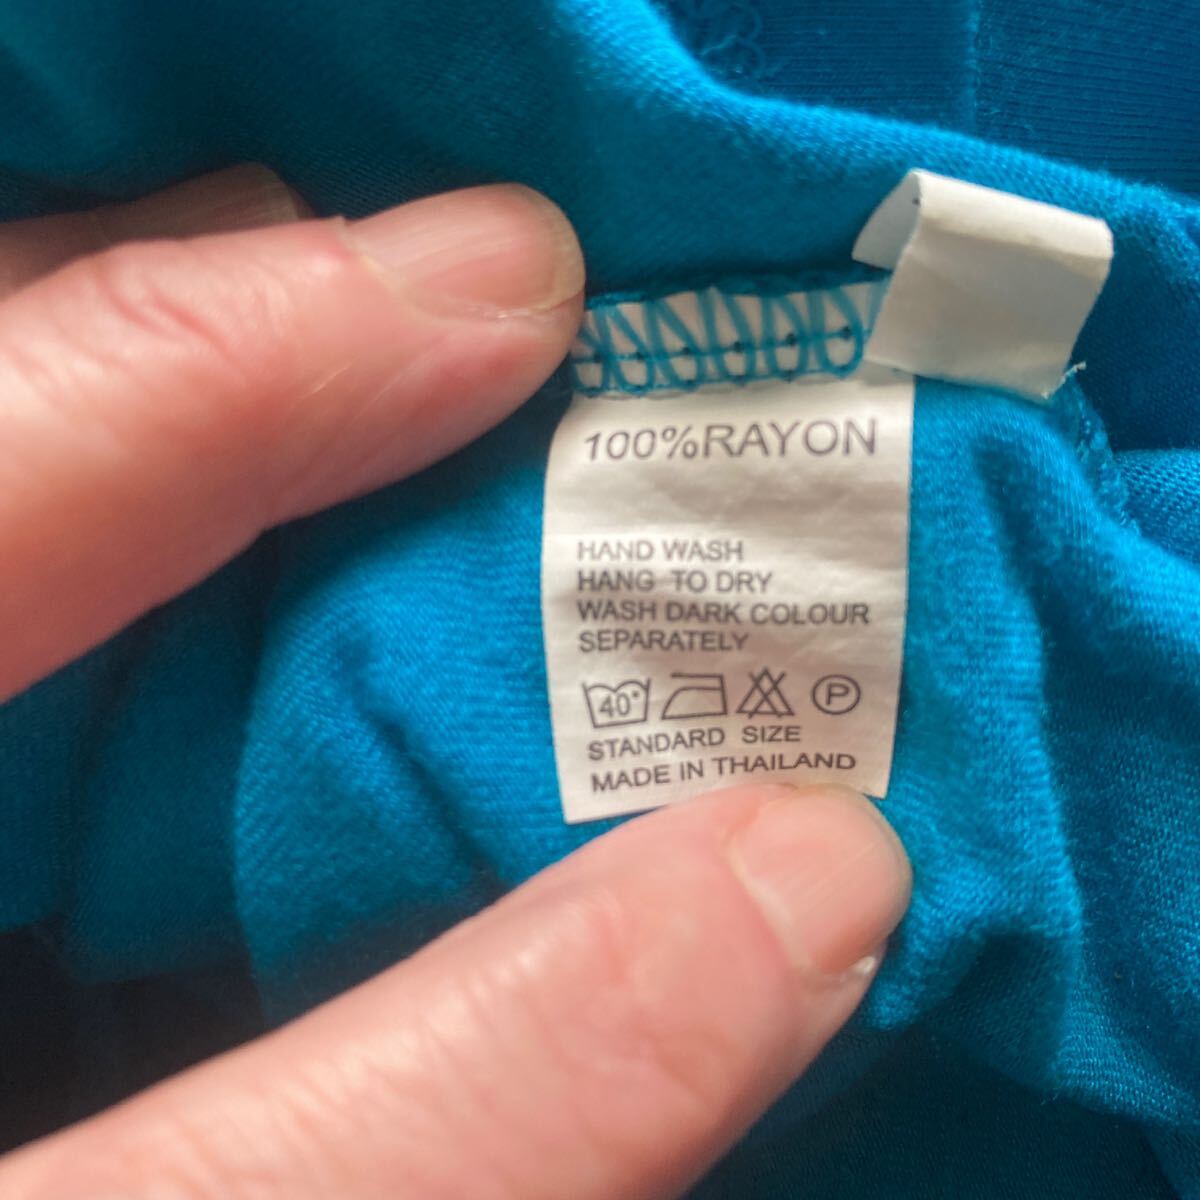 100%RAYON
HAND WASH
HANG TO DRY
WASH DARK COLOUR
SEPARATELY
40° P
STANDARD SIZE
MADE IN THAILAND